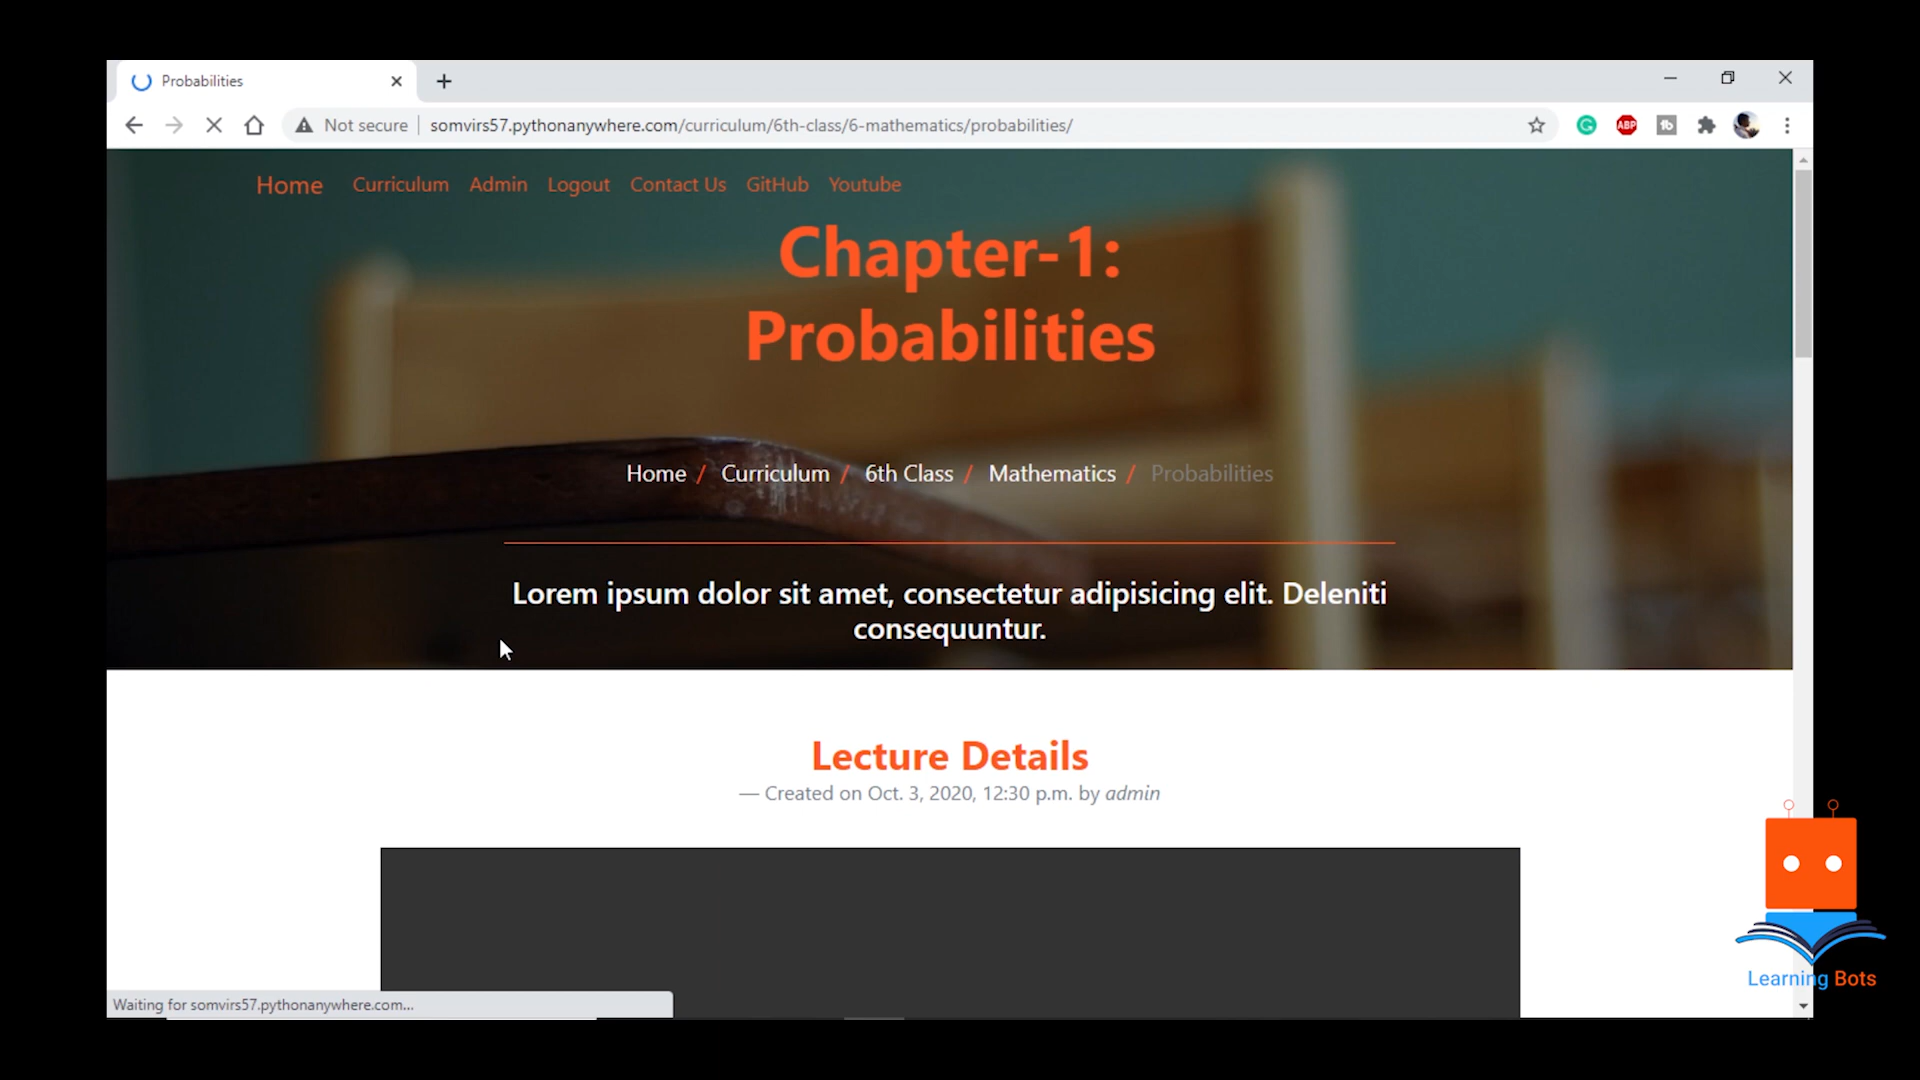 Probabilities
Not secure
somvirs57.pythonanywhere.com/curriculum/6th-class/6-mathematics/probabilities/
ABP
Home Curriculum Admin Logout Contact Us GitHub Youtube
Chapter-1:
Probabilities
Home / Curriculum / 6th Class / Mathematics / Probabilities
Lorem ipsum dolor sit amet, consectetur adipisicing elit. Deleniti
consequuntur.
Lecture Details
— Created on Oct. 3, 2020, 12:30 p.m. by admin
Learning Bots
Waiting for somvirs57.pythonanywhere.com...